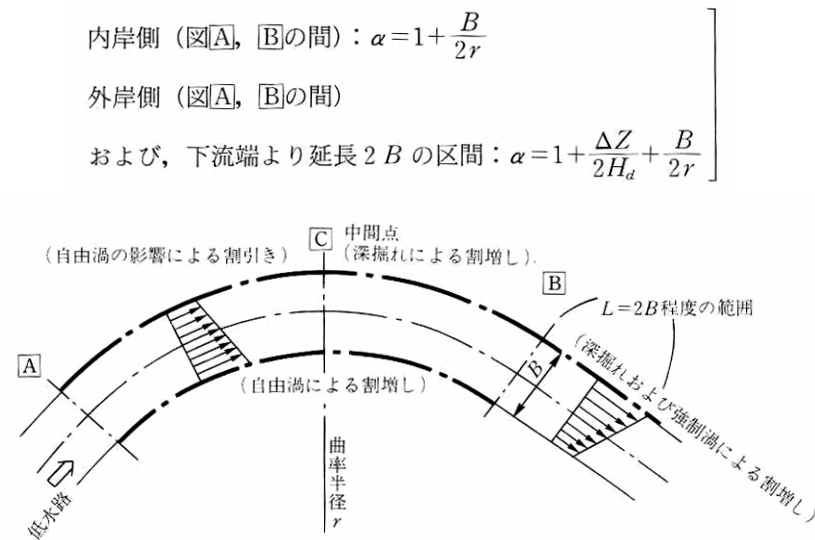 内岸側(図A,Bの間):α=1+B/2r
外岸側(図A,Bの間)
および,下流端より延長2Bの区間:α=1+ΔZ/2H_d+B/2r
C 中間点
(自由渦の影響による割引き)
(深掘れによる割増し).
B
L=2B程度の範囲
A
(自由渦による割増し)
B
(深掘れおよび強制渦による割増し)
曲率半径r
低水路